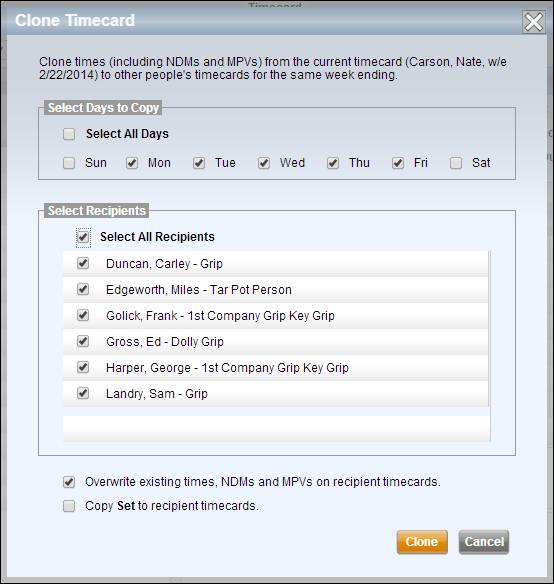 Timecard
Clone Timecard
Clone times (including NDMs and MPVs) from the current timecard (Carson, Nate, w/e
2/22/2014) to other people's timecards for the same week ending.
Select Days to Copy
Select All Days
Sun Mon Tue Wed Thu Fri Sat
Select Recipients
Select All Recipients
Duncan, Carley - Grip
Edgeworth, Miles - Tar Pot Person
Golick, Frank - 1st Company Grip Key Grip
Gross, Ed - Dolly Grip
Harper, George - 1st Company Grip Key Grip
Landry, Sam - Grip
Overwrite existing times, NDMs and MPVs on recipient timecards.
Copy Set to recipient timecards.
Clone Cancel